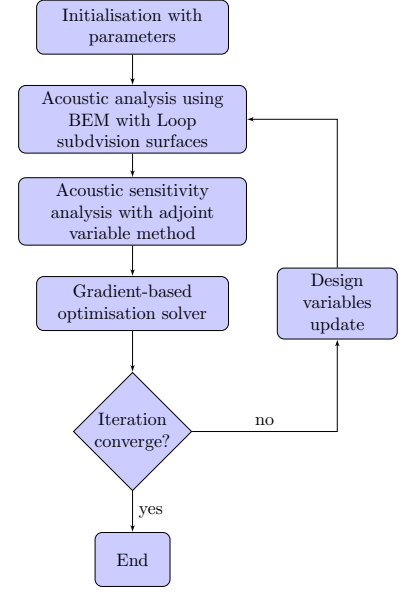 Initialisation with
parameters
Acoustic analysis using
BEM with Loop
subdvision surfaces
Acoustic sensitivity
analysis with adjoint
variable method
Gradient-based
optimisation solver
Design
variables
update
Iteration
converge?
no
yes
End